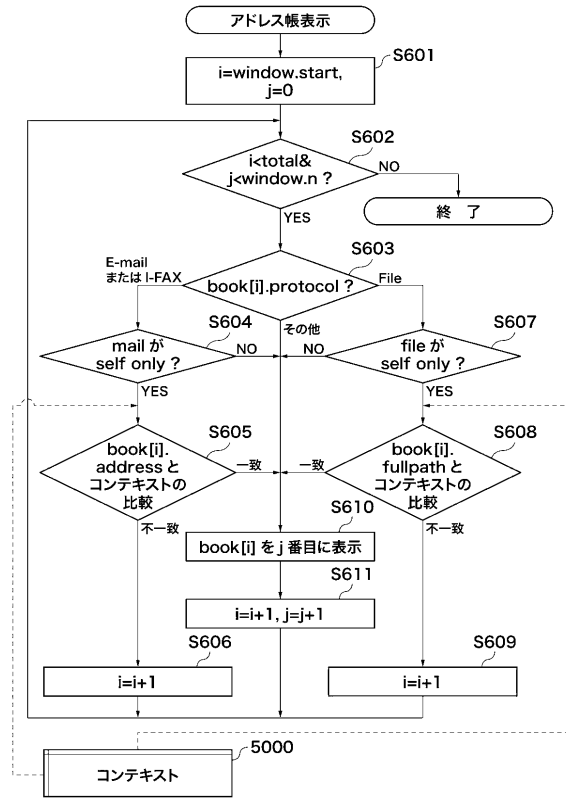 アドレス帳表示
S601
i=window.start,
j=0
S602
i<total&
j<window.n ?
NO
終 了
YES
S603
E-mail
または I-FAX
book[i].protocol ?
File
その他
S604
mail が
self only ?
NO
YES
S607
file が
self only ?
NO
YES
S605
book[i].
address と
コンテキストの
比較
一致
不一致
S608
book[i].
fullpath と
コンテキストの
比較
一致
不一致
S610
book[i] を j 番目に表示
S611
i=i+1, j=j+1
S606
i=i+1
S609
i=i+1
5000
コンテキスト